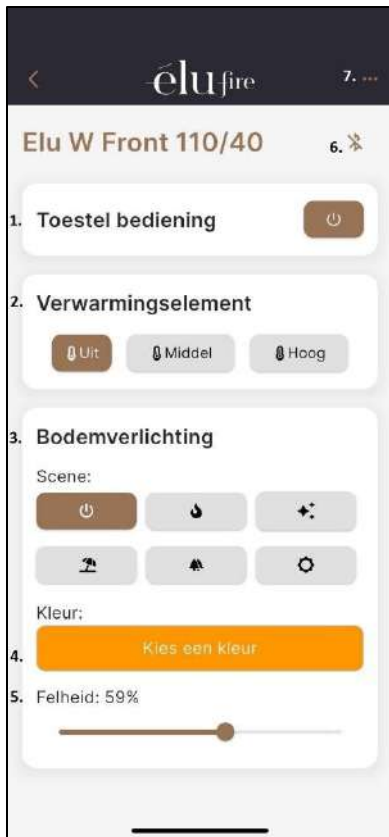 élu fire 7. ...
Elu W Front 110/40 6.
1. Toestel bediening
2. Verwarmingselement
Uit Middel Hoog
3. Bodemverlichting
Scene:
Kleur:
4. Kies een kleur
5. Felheid: 59%